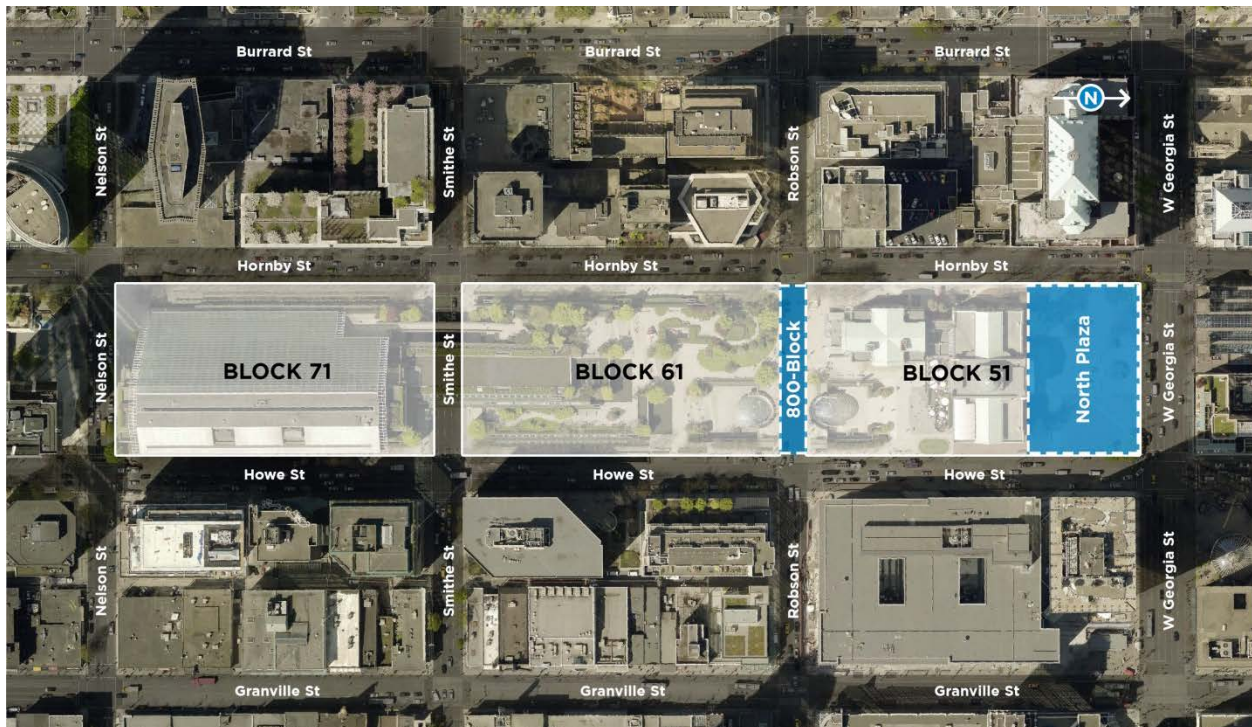 Burrard St
Burrard St
Burrard St
N
Nelson St
Smithe St
Robson St
W Georgia St
Hornby St
Hornby St
Hornby St
Nelson St
BLOCK 71
Smithe St
BLOCK 61
800-Block
BLOCK 51
North Plaza
W Georgia St
Howe St
Howe St
Howe St
Nelson St
Smithe St
Robson St
W Georgia St
Granville St
Granville St
Granville St